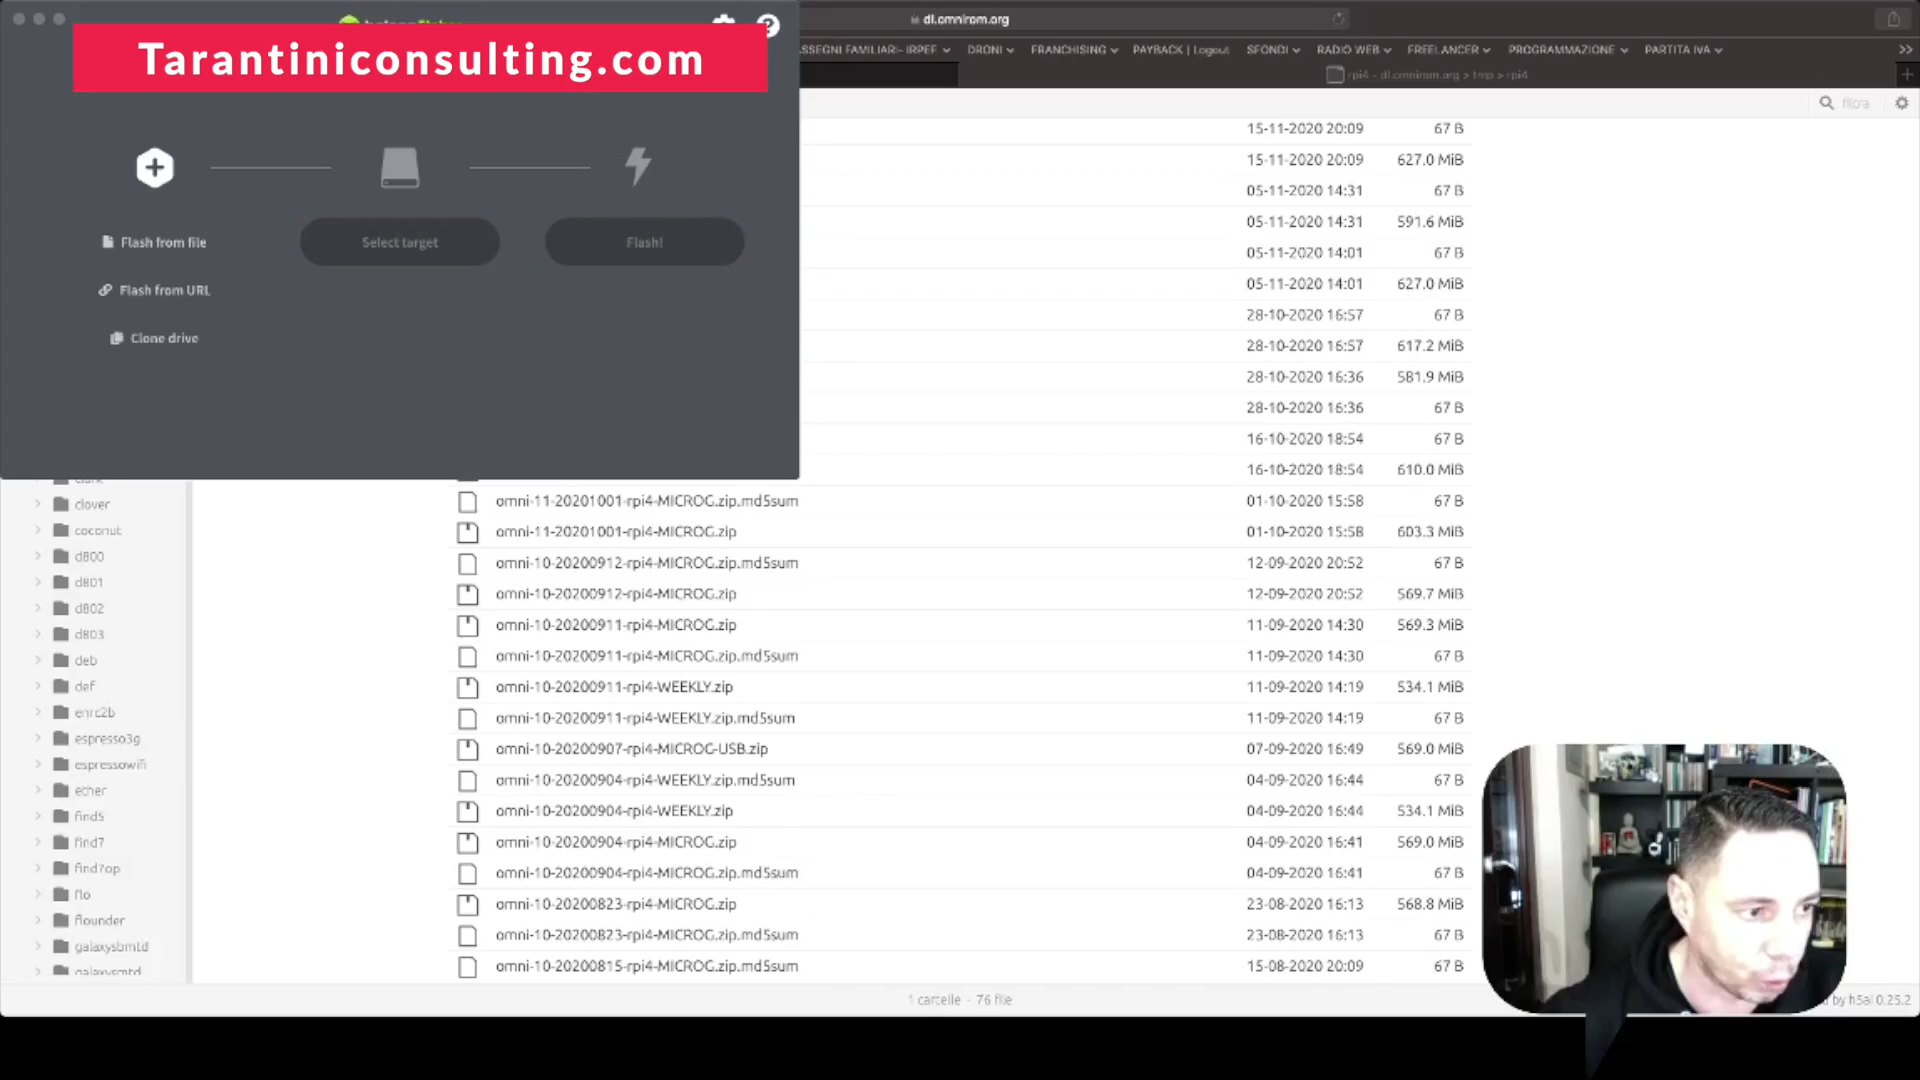 dl.omnirom.org
Tarantiniconsulting.com
ASSEGNI FAMILIARI- IRPEF DRONI FRANCHISING PAYBACK | Logout SFONDI RADIO WEB FREELANCER PROGRAMMAZIONE PARTITA IVA
rpi4 - dl.omnirom.org > tmp > rpi4
filtra
Flash from file
Select target
Flash!
Flash from URL
Clone drive
15-11-2020 20:09 67 B
15-11-2020 20:09 627.0 MiB
05-11-2020 14:31 67 B
05-11-2020 14:31 591.6 MiB
05-11-2020 14:01 67 B
05-11-2020 14:01 627.0 MiB
28-10-2020 16:57 67 B
28-10-2020 16:57 617.2 MiB
28-10-2020 16:36 581.9 MiB
28-10-2020 16:36 67 B
16-10-2020 18:54 67 B
16-10-2020 18:54 610.0 MiB
omni-11-20201001-rpi4-MICROG.zip.md5sum 01-10-2020 15:58 67 B
omni-11-20201001-rpi4-MICROG.zip 01-10-2020 15:58 603.3 MiB
omni-10-20200912-rpi4-MICROG.zip.md5sum 12-09-2020 20:52 67 B
omni-10-20200912-rpi4-MICROG.zip 12-09-2020 20:52 569.7 MiB
omni-10-20200911-rpi4-MICROG.zip 11-09-2020 14:30 569.3 MiB
omni-10-20200911-rpi4-MICROG.zip.md5sum 11-09-2020 14:30 67 B
omni-10-20200911-rpi4-WEEKLY.zip 11-09-2020 14:19 534.1 MiB
omni-10-20200911-rpi4-WEEKLY.zip.md5sum 11-09-2020 14:19 67 B
omni-10-20200907-rpi4-MICROG-USB.zip 07-09-2020 16:49 569.0 MiB
omni-10-20200904-rpi4-WEEKLY.zip.md5sum 04-09-2020 16:44 67 B
omni-10-20200904-rpi4-WEEKLY.zip 04-09-2020 16:44 534.1 MiB
omni-10-20200904-rpi4-MICROG.zip 04-09-2020 16:41 569.0 MiB
omni-10-20200904-rpi4-MICROG.zip.md5sum 04-09-2020 16:41 67 B
omni-10-20200823-rpi4-MICROG.zip 23-08-2020 16:13 568.8 MiB
omni-10-20200823-rpi4-MICROG.zip.md5sum 23-08-2020 16:13 67 B
omni-10-20200815-rpi4-MICROG.zip.md5sum 15-08-2020 20:09 67 B
clover
coconut
d800
d801
d802
d803
deb
def
enrc2b
espresso3g
espressowifi
ether
find5
find7
find7op
flo
flounder
galaxysbmtd
galaxysmtd
1 cartelle - 76 file
by h5ai 0.25.2